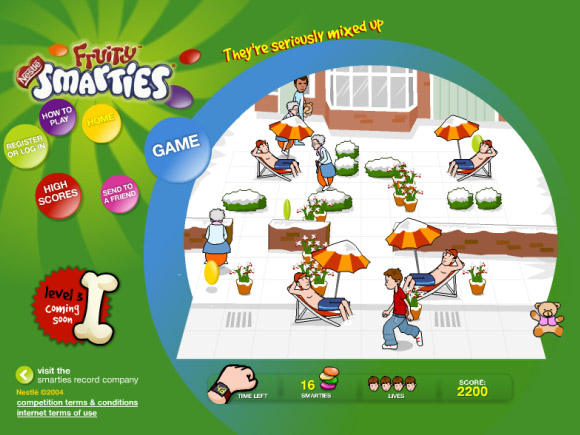 They're seriously mixed up
Nestlé
Fruity
SMARTIES
HOW TO
PLAY
HOME
GAME
REGISTER
OR LOG IN
HIGH
SCORES
SEND TO
A FRIEND
level 3
coming
soon
visit the
smarties record company
Nestlé ©2004
competition terms & conditions
internet terms of use
TIME LEFT
16
SMARTIES
LIVES
SCORE:
2200